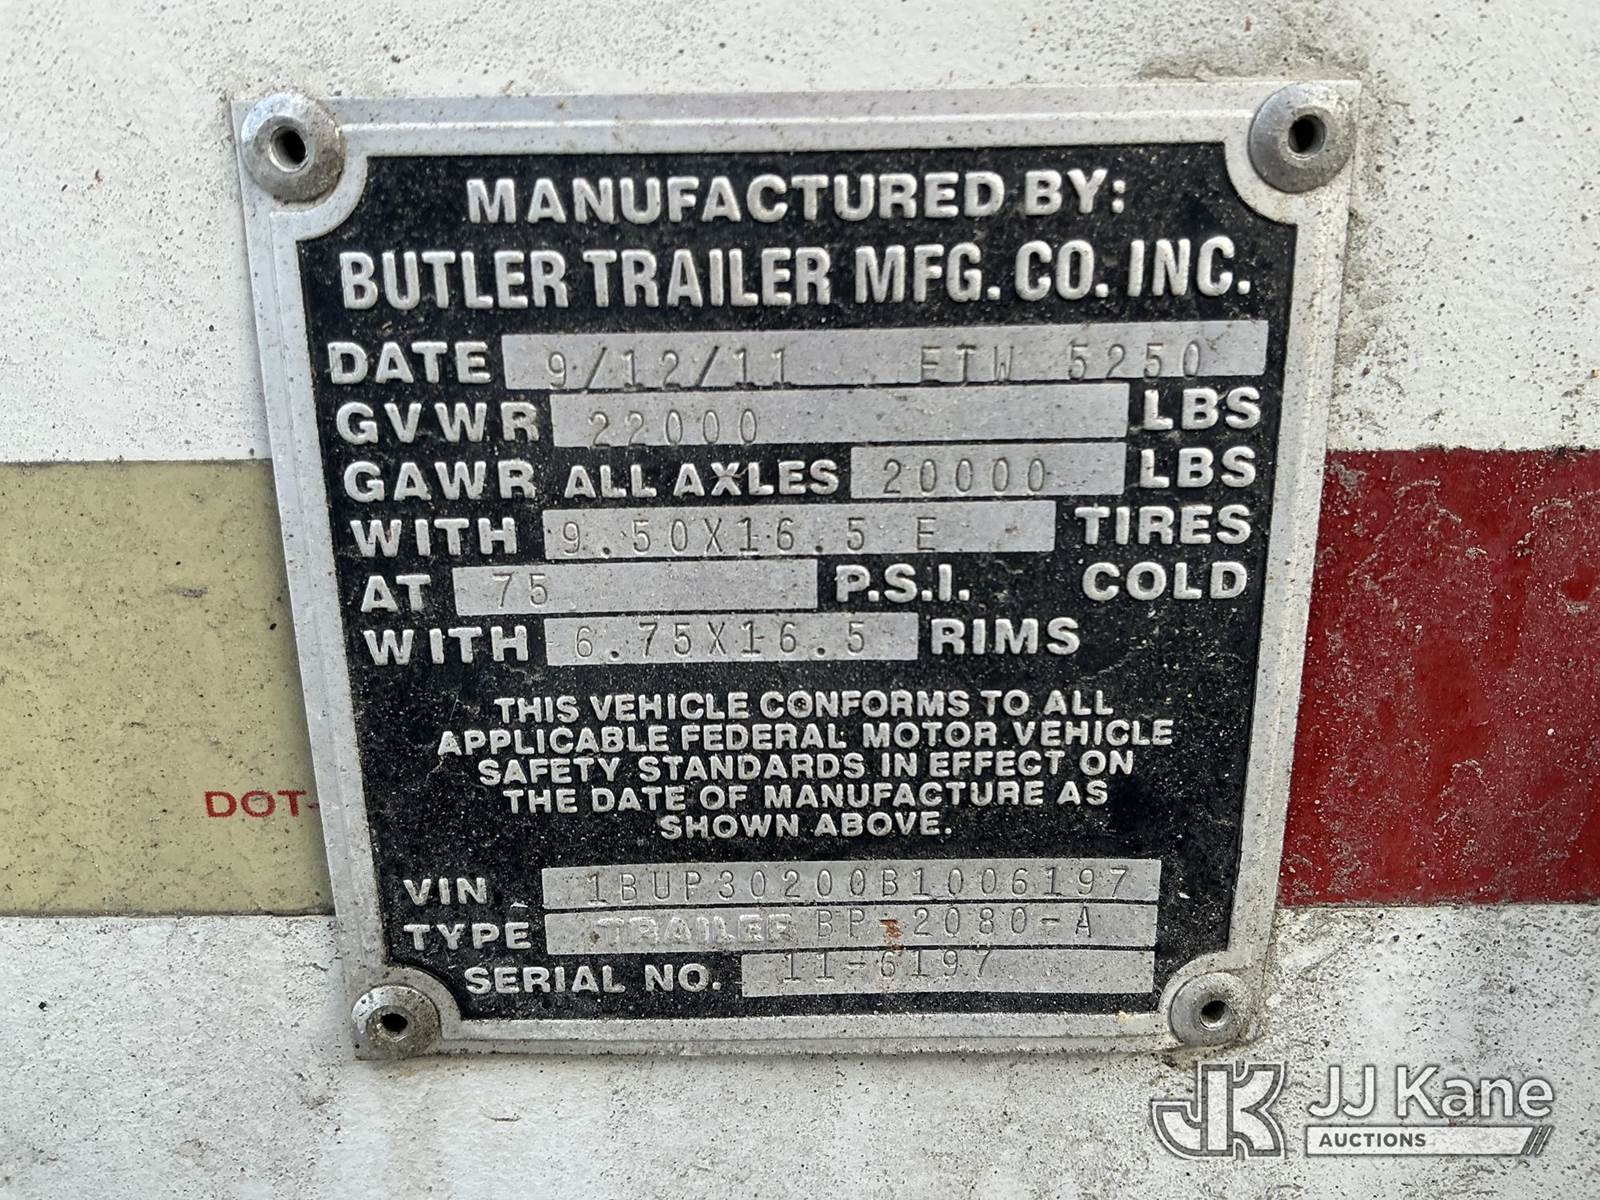 MANUFACTURED BY:
BUTLER TRAILER MFG. CO. INC.
DATE 9/12/11 ETW 5250
GVWR 22000 LBS
GAWR ALL AXLES 20000 LBS
WITH 9.50X16.5 E TIRES
AT 75 P.S.I. COLD
WITH 6.75X16.5 RIMS
THIS VEHICLE CONFORMS TO ALL
APPLICABLE FEDERAL MOTOR VEHICLE
SAFETY STANDARDS IN EFFECT ON
THE DATE OF MANUFACTURE AS
SHOWN ABOVE.
DOT-
VIN 1BUP30200B1006197
TYPE TRAILER BP-2080-A
SERIAL NO. 11-6197
JK JJ Kane
AUCTIONS